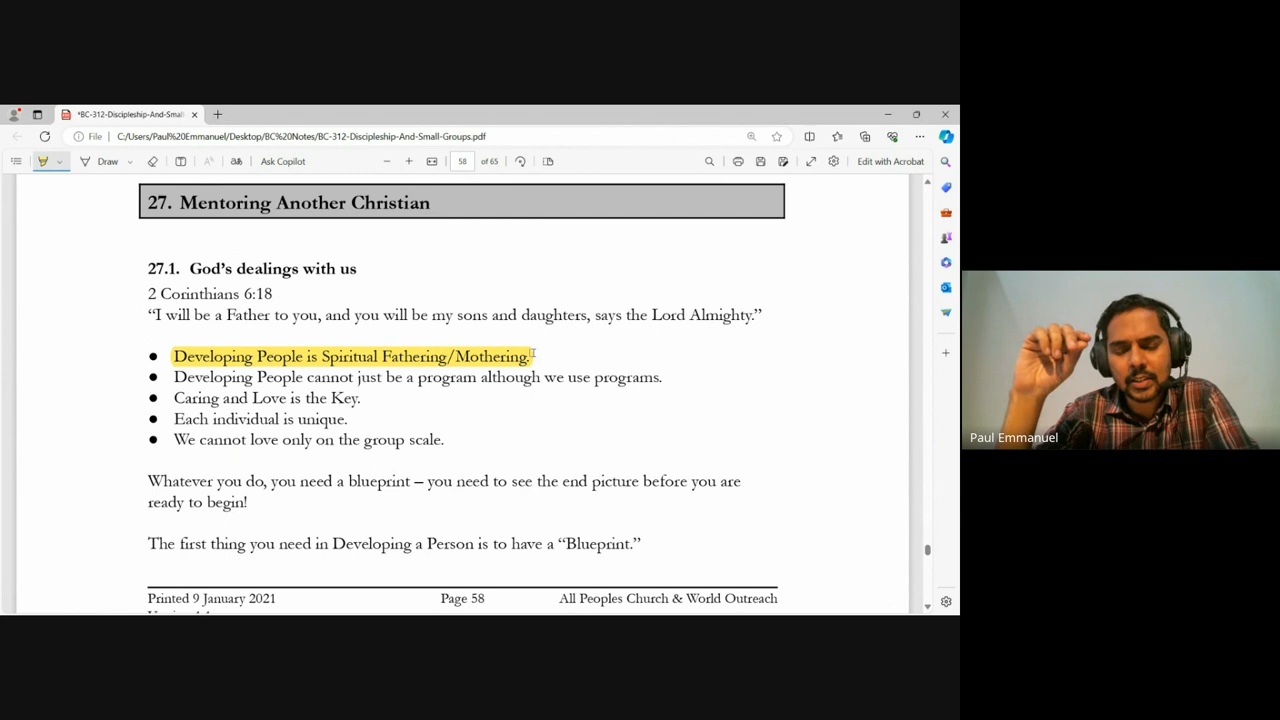 *BC-312-Discipleship-And-Smal
File C:/Users/Paul%20Emmanuel/Desktop/BC%20Notes/BC-312-Discipleship-And-Small-Groups.pdf
Draw Ask Copilot 58 of 65 Edit with Acrobat
27. Mentoring Another Christian
27.1. God’s dealings with us
2 Corinthians 6:18
“I will be a Father to you, and you will be my sons and daughters, says the Lord Almighty.”
● Developing People is Spiritual Fathering/Mothering.
● Developing People cannot just be a program although we use programs.
● Caring and Love is the Key.
● Each individual is unique.
● We cannot love only on the group scale.
Whatever you do, you need a blueprint – you need to see the end picture before you are
ready to begin!
The first thing you need in Developing a Person is to have a “Blueprint.”
Printed 9 January 2021 Page 58 All Peoples Church & World Outreach
Paul Emmanuel